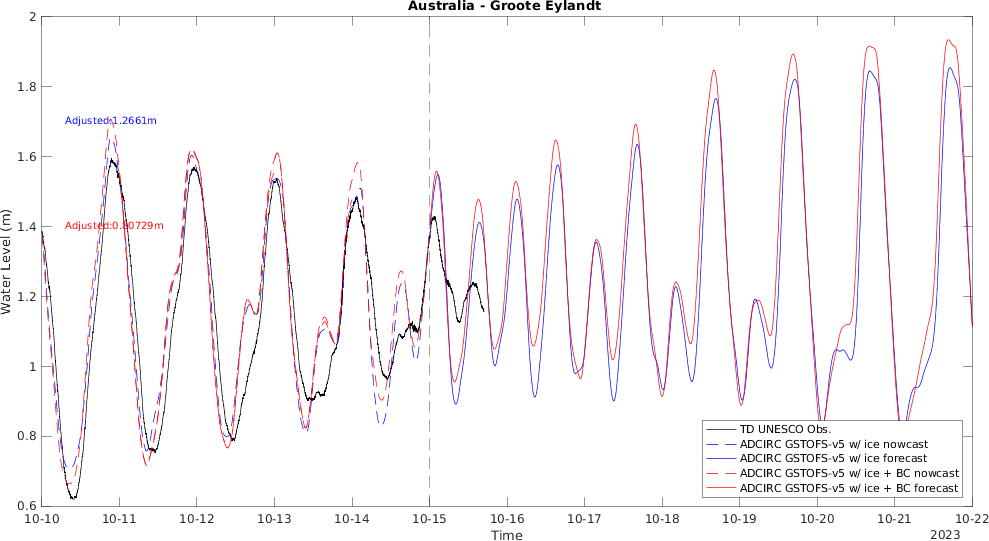 Australia - Groote Eylandt
2
1.8
1.6
1.4
1.2
1
0.8
0.6
Water Level (m)
Adjusted:1.2661m
Adjusted:0.80729m
TD UNESCO Obs.
ADCIRC GSTOFS-v5 w/ ice nowcast
ADCIRC GSTOFS-v5 w/ ice forecast
ADCIRC GSTOFS-v5 w/ ice + BC nowcast
ADCIRC GSTOFS-v5 w/ ice + BC forecast
10-10 10-11 10-12 10-13 10-14 10-15 10-16 10-17 10-18 10-19 10-20 10-21 10-22
Time
2023